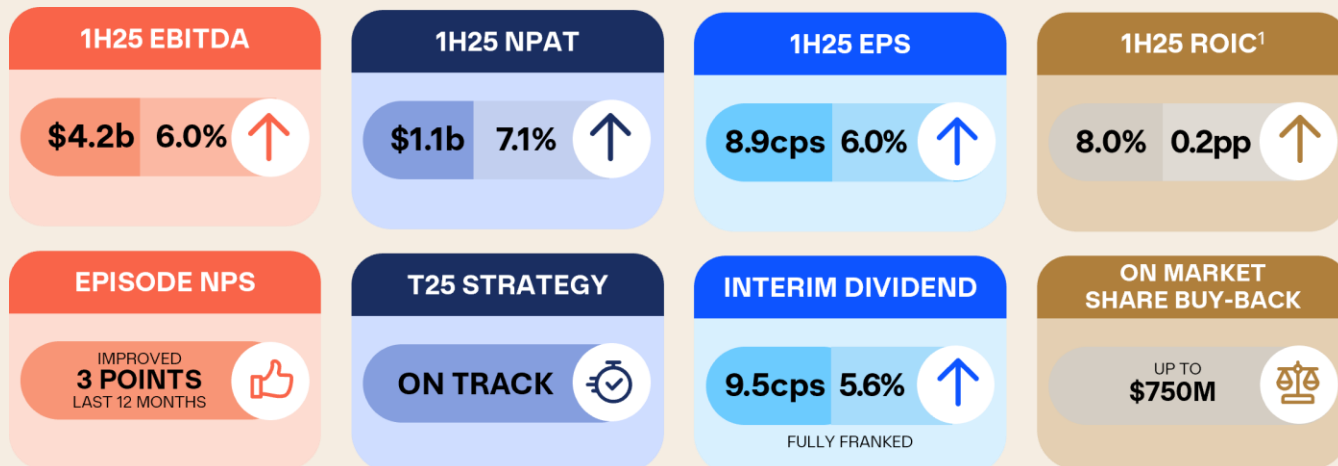 1H25 EBITDA
$4.2b 6.0%
1H25 NPAT
$1.1b 7.1%
1H25 EPS
8.9cps 6.0%
1H25 ROIC¹
8.0% 0.2pp
EPISODE NPS
IMPROVED
3 POINTS
LAST 12 MONTHS
T25 STRATEGY
ON TRACK
INTERIM DIVIDEND
9.5cps 5.6%
FULLY FRANKED
ON MARKET
SHARE BUY-BACK
UP TO
$750M